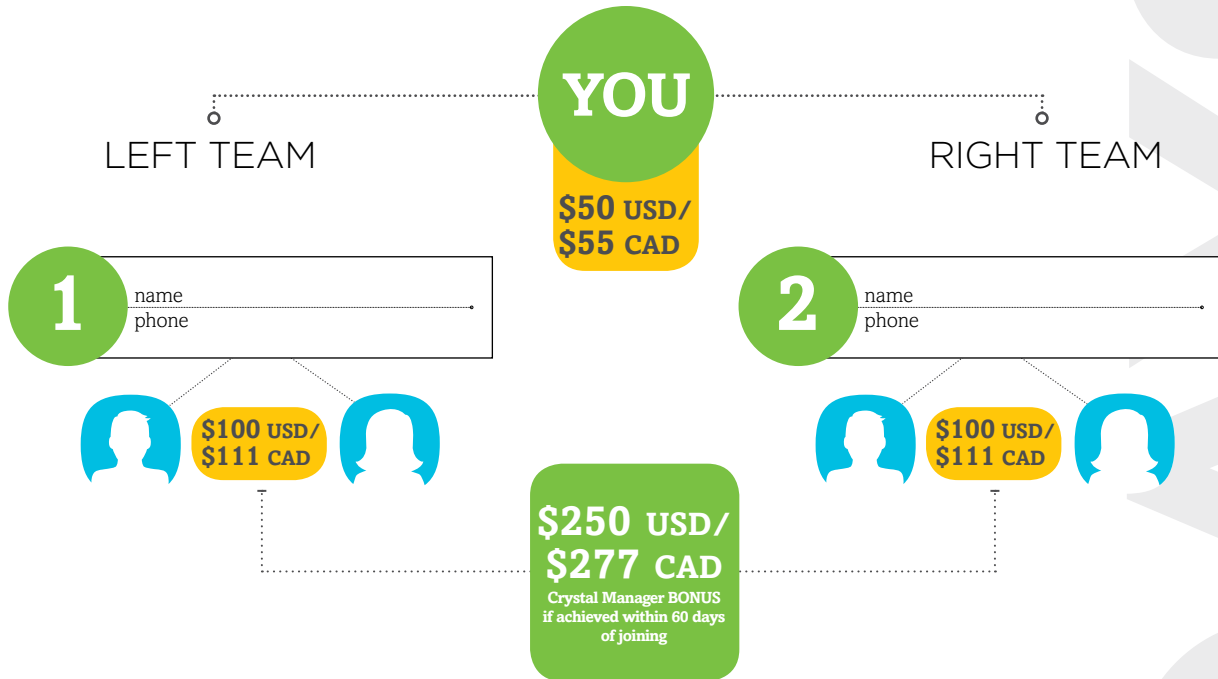 YOU
LEFT TEAM
RIGHT TEAM
$50 USD/
$55 CAD
1
name
phone
2
name
phone
$100 USD/
$111 CAD
$100 USD/
$111 CAD
$250 USD/
$277 CAD
Crystal Manager BONUS
if achieved within 60 days
of joining